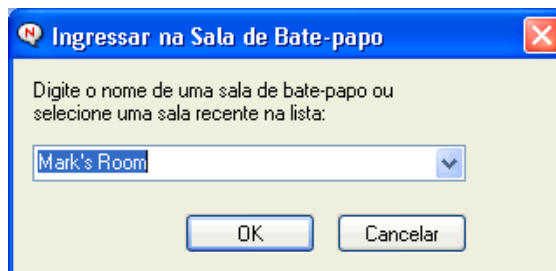 Ingressar na Sala de Bate-papo
Digite o nome de uma sala de bate-papo ou
selecione uma sala recente na lista:
Mark's Room
OK
Cancelar